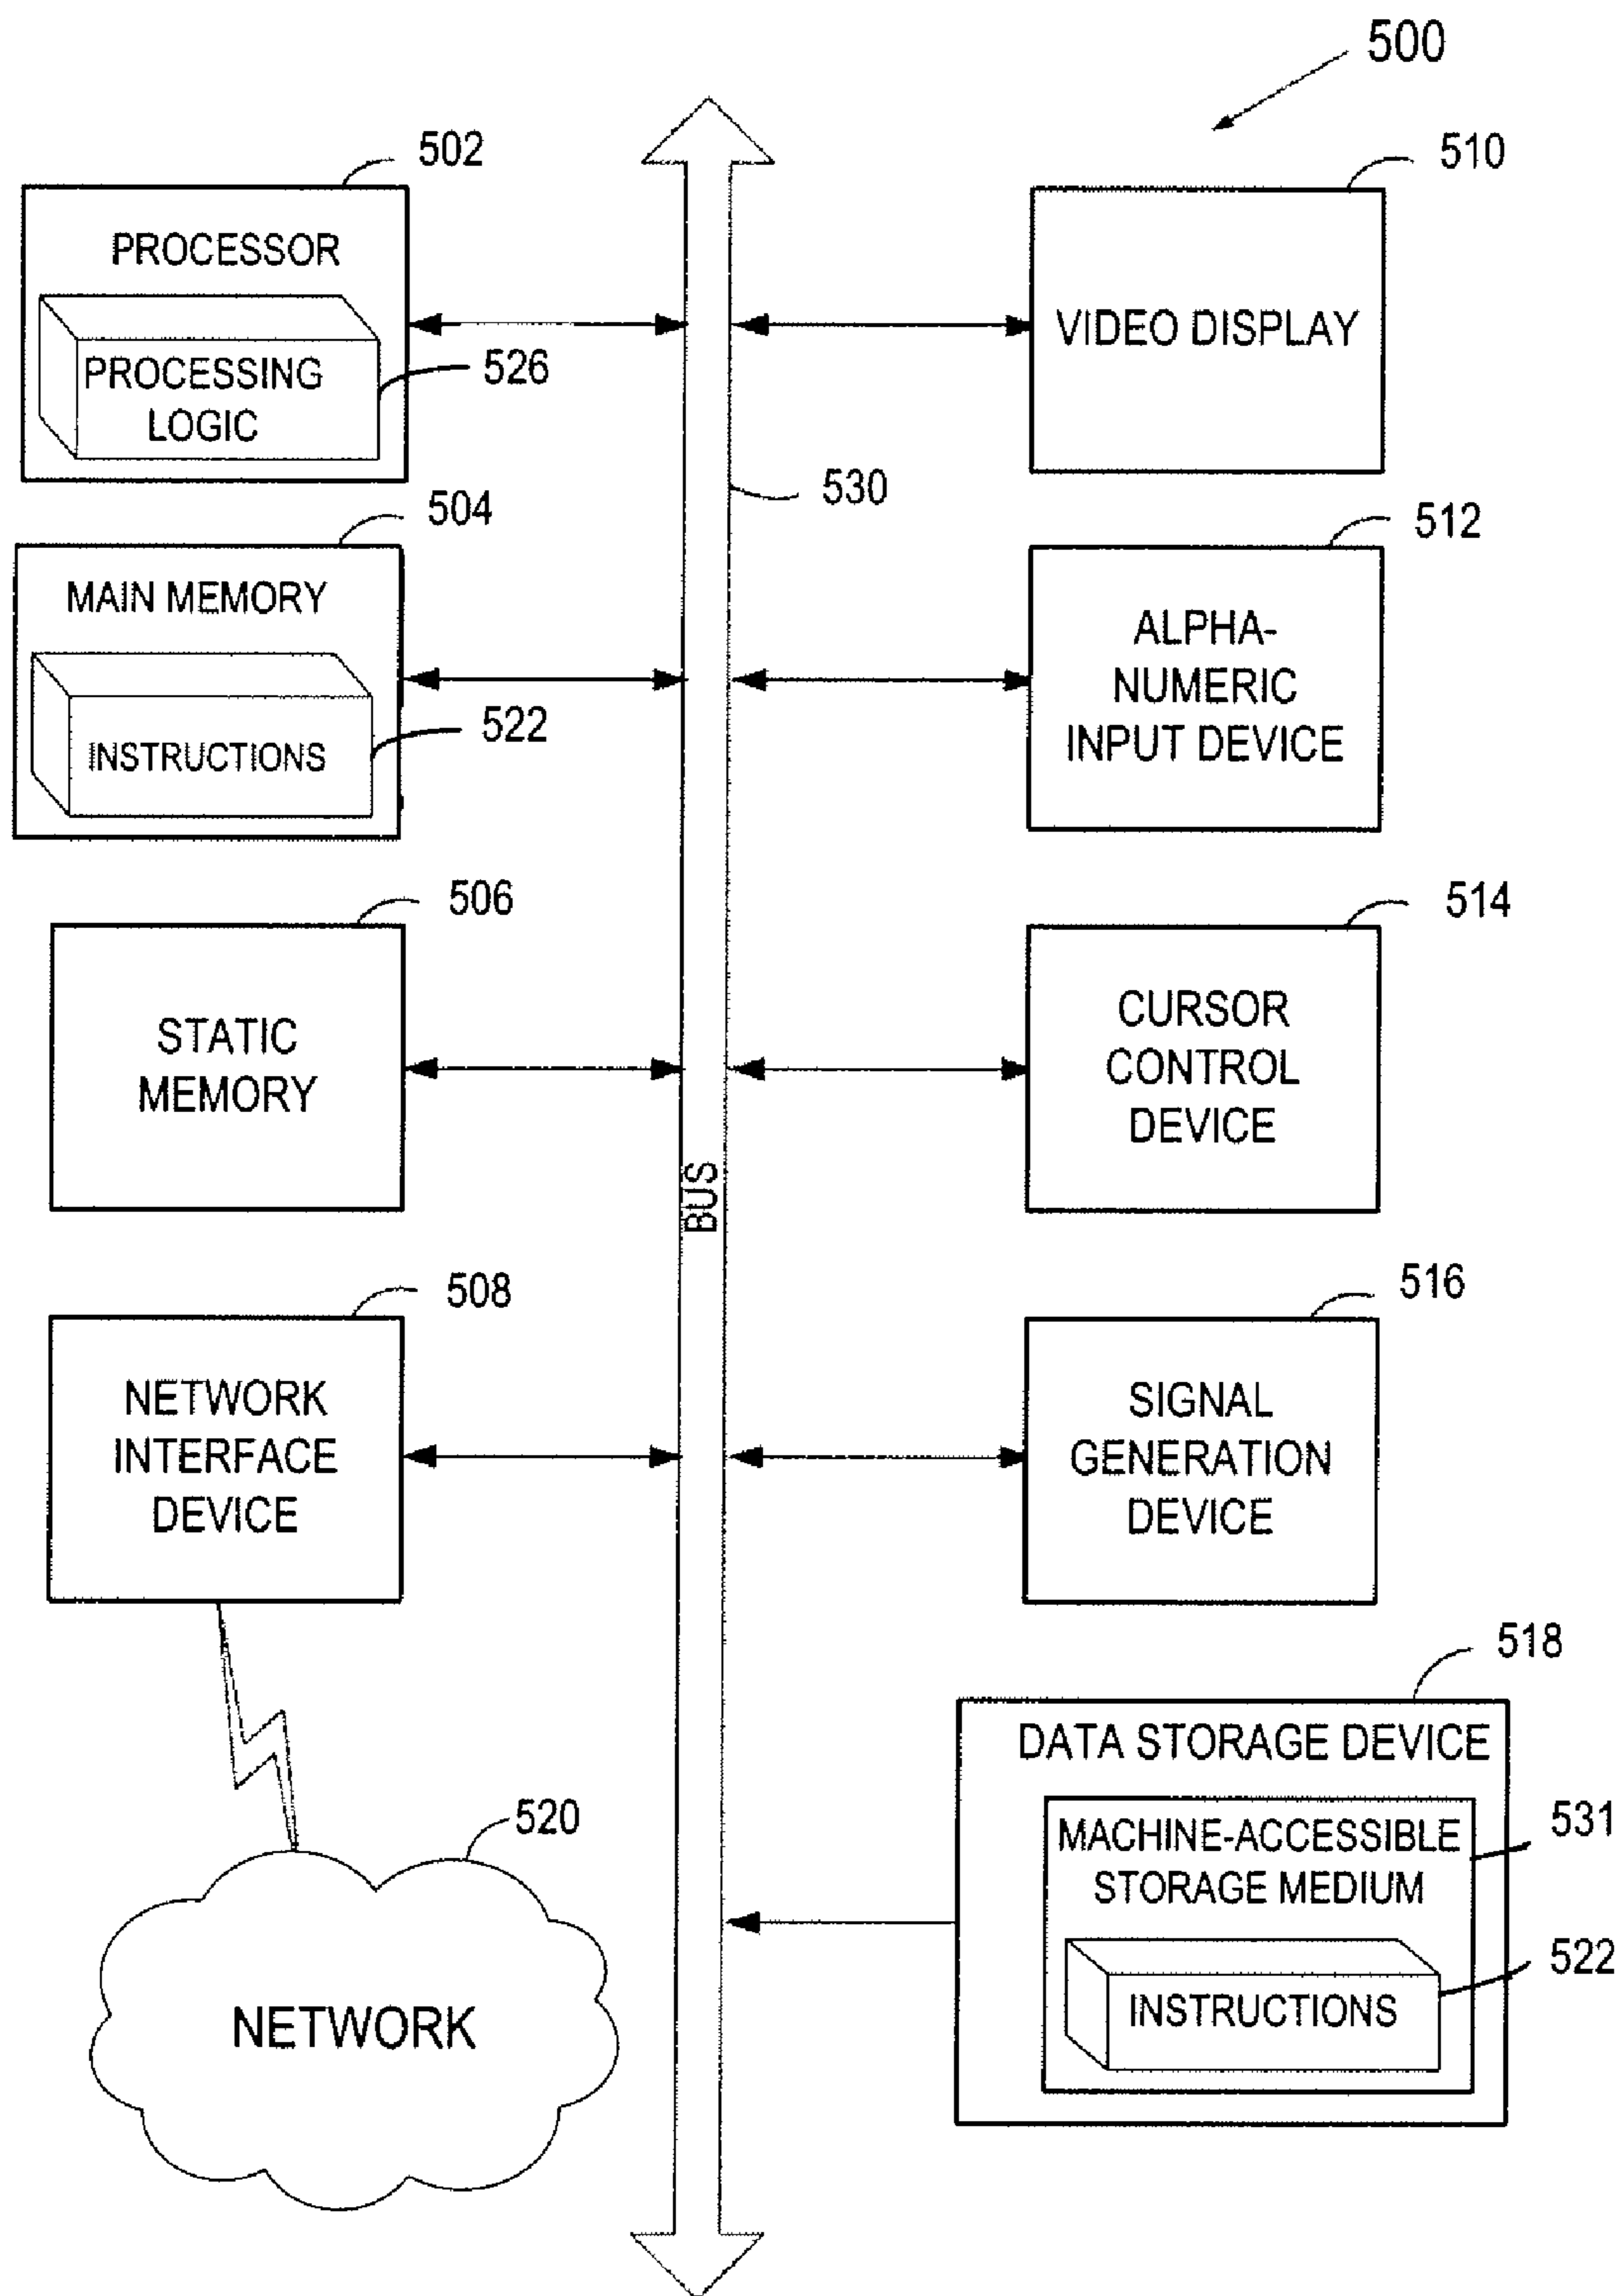 500
502
PROCESSOR
PROCESSING
LOGIC
526
504
MAIN MEMORY
INSTRUCTIONS
522
506
STATIC
MEMORY
508
NETWORK
INTERFACE
DEVICE
520
NETWORK
530
BUS
510
VIDEO DISPLAY
512
ALPHA-
NUMERIC
INPUT DEVICE
514
CURSOR
CONTROL
DEVICE
516
SIGNAL
GENERATION
DEVICE
518
DATA STORAGE DEVICE
531
MACHINE-ACCESSIBLE
STORAGE MEDIUM
522
INSTRUCTIONS